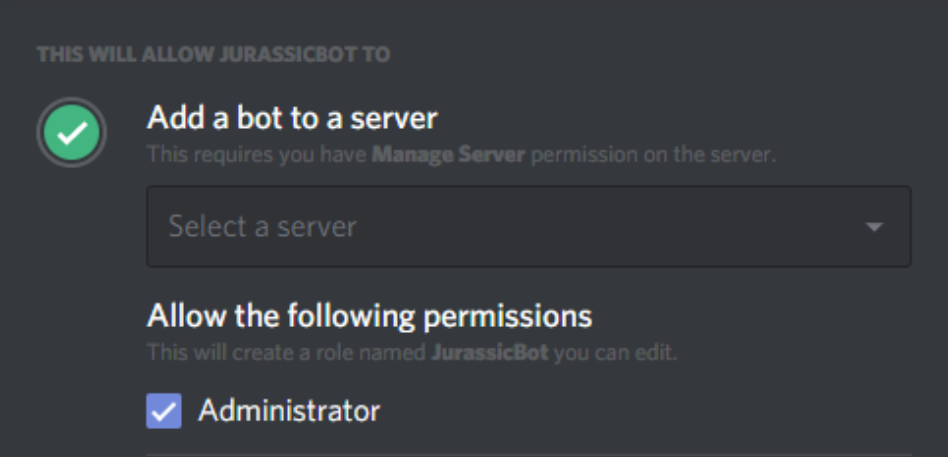 THIS WILL ALLOW JURASSICBOT TO
Add a bot to a server
This requires you have Manage Server permission on the server.
Select a server
Allow the following permissions
This will create a role named JurassicBot you can edit.
Administrator